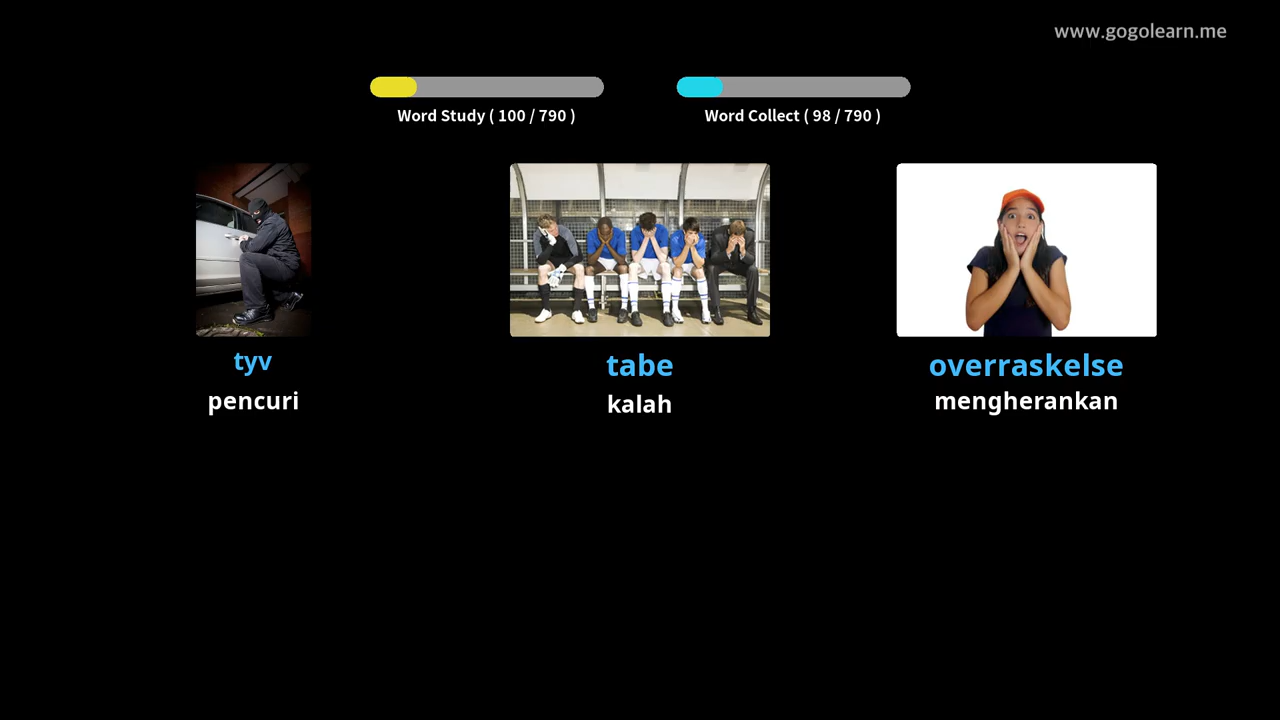 www.gogolearn.me
Word Study ( 100 / 790 )
Word Collect ( 98 / 790 )
tyv
pencuri
tabe
kalah
overraskelse
mengherankan